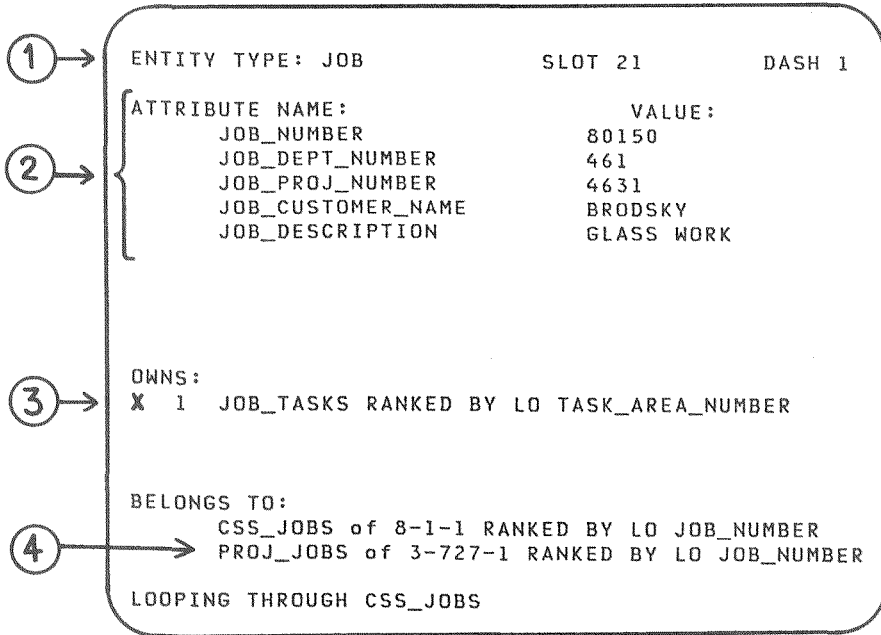 1 ENTITY TYPE: JOB SLOT 21 DASH 1
ATTRIBUTE NAME: VALUE:
JOB_NUMBER 80150
2 JOB_DEPT_NUMBER 461
JOB_PROJ_NUMBER 4631
JOB_CUSTOMER_NAME BRODSKY
JOB_DESCRIPTION GLASS WORK
OWNS:
3 X 1 JOB_TASKS RANKED BY LO TASK_AREA_NUMBER
BELONGS TO:
CSS_JOBS of 8-1-1 RANKED BY LO JOB_NUMBER
4 PROJ_JOBS of 3-727-1 RANKED BY LO JOB_NUMBER
LOOPING THROUGH CSS_JOBS